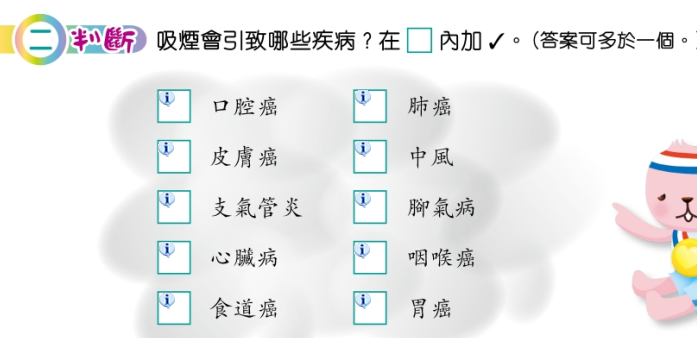 二 判斷 吸煙會引致哪些疾病？在□內加✓。（答案可多於一個。）
口腔癌 肺癌
皮膚癌 中風
支氣管炎 腳氣病
心臟病 咽喉癌
食道癌 胃癌